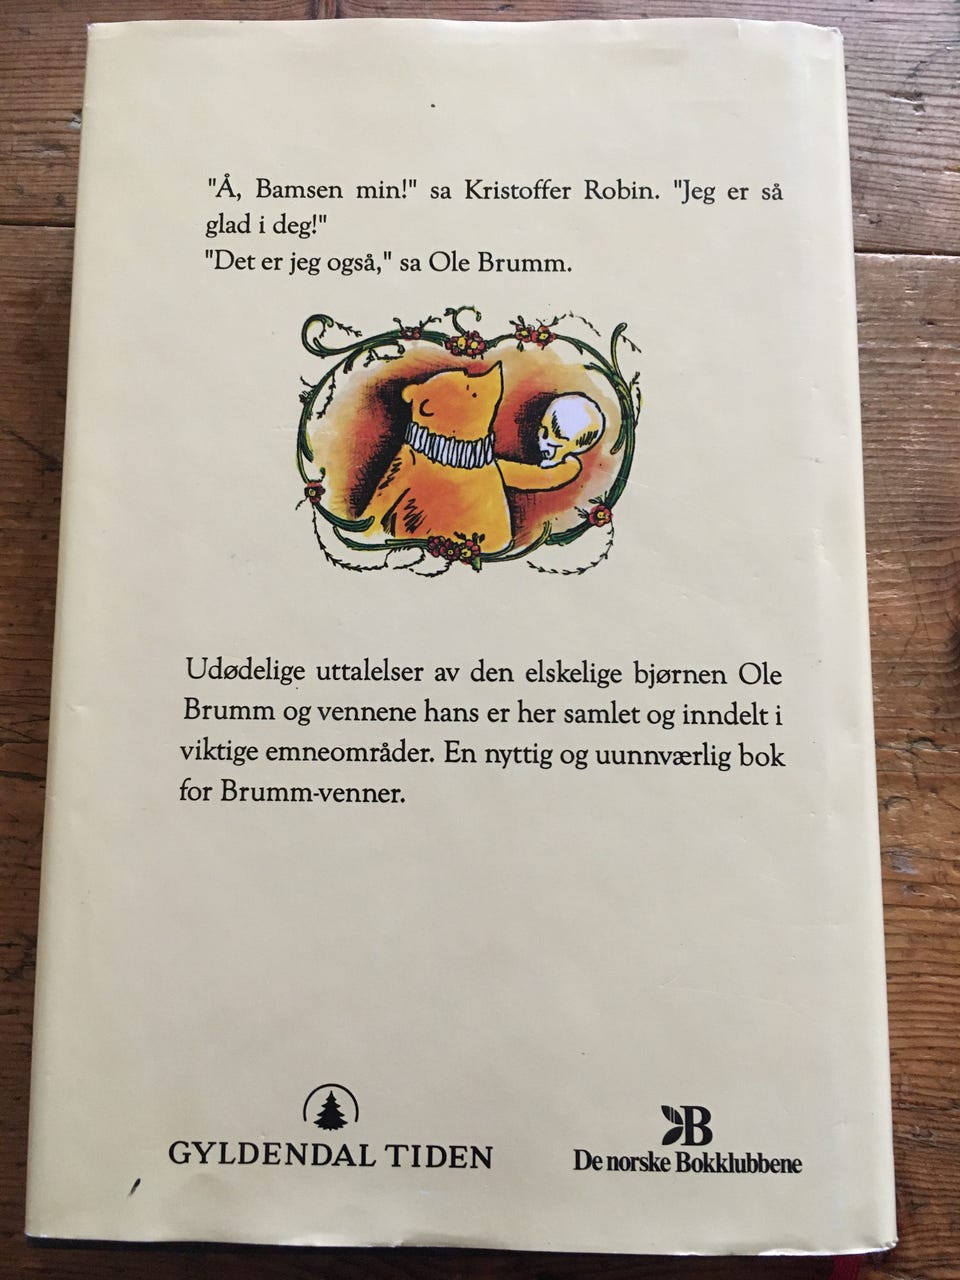 "Å, Bamsen min!" sa Kristoffer Robin. "Jeg er så
glad i deg!"
"Det er jeg også," sa Ole Brumm.
Udødelige uttalelser av den elskelige bjørnen Ole
Brumm og vennene hans er her samlet og inndelt i
viktige emneområder. En nyttig og uunnværlig bok
for Brumm-venner.
GYLDENDAL TIDEN
B
De norske Bokklubbene